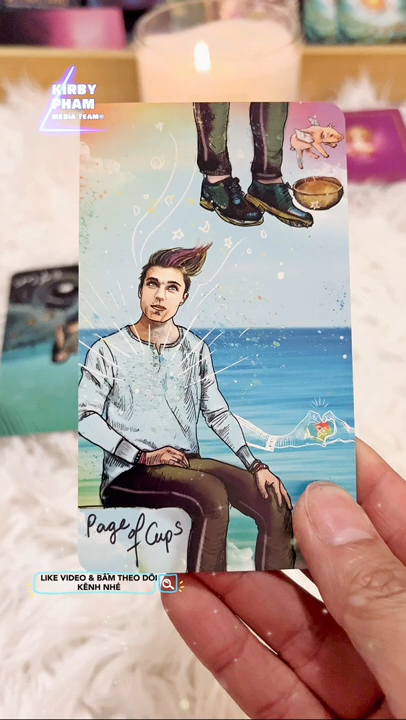 KIRBY
PHAM
MEDIA TEAM®
Page of Cups
LIKE VIDEO & BẤM THEO DÕI
KÊNH NHÉ